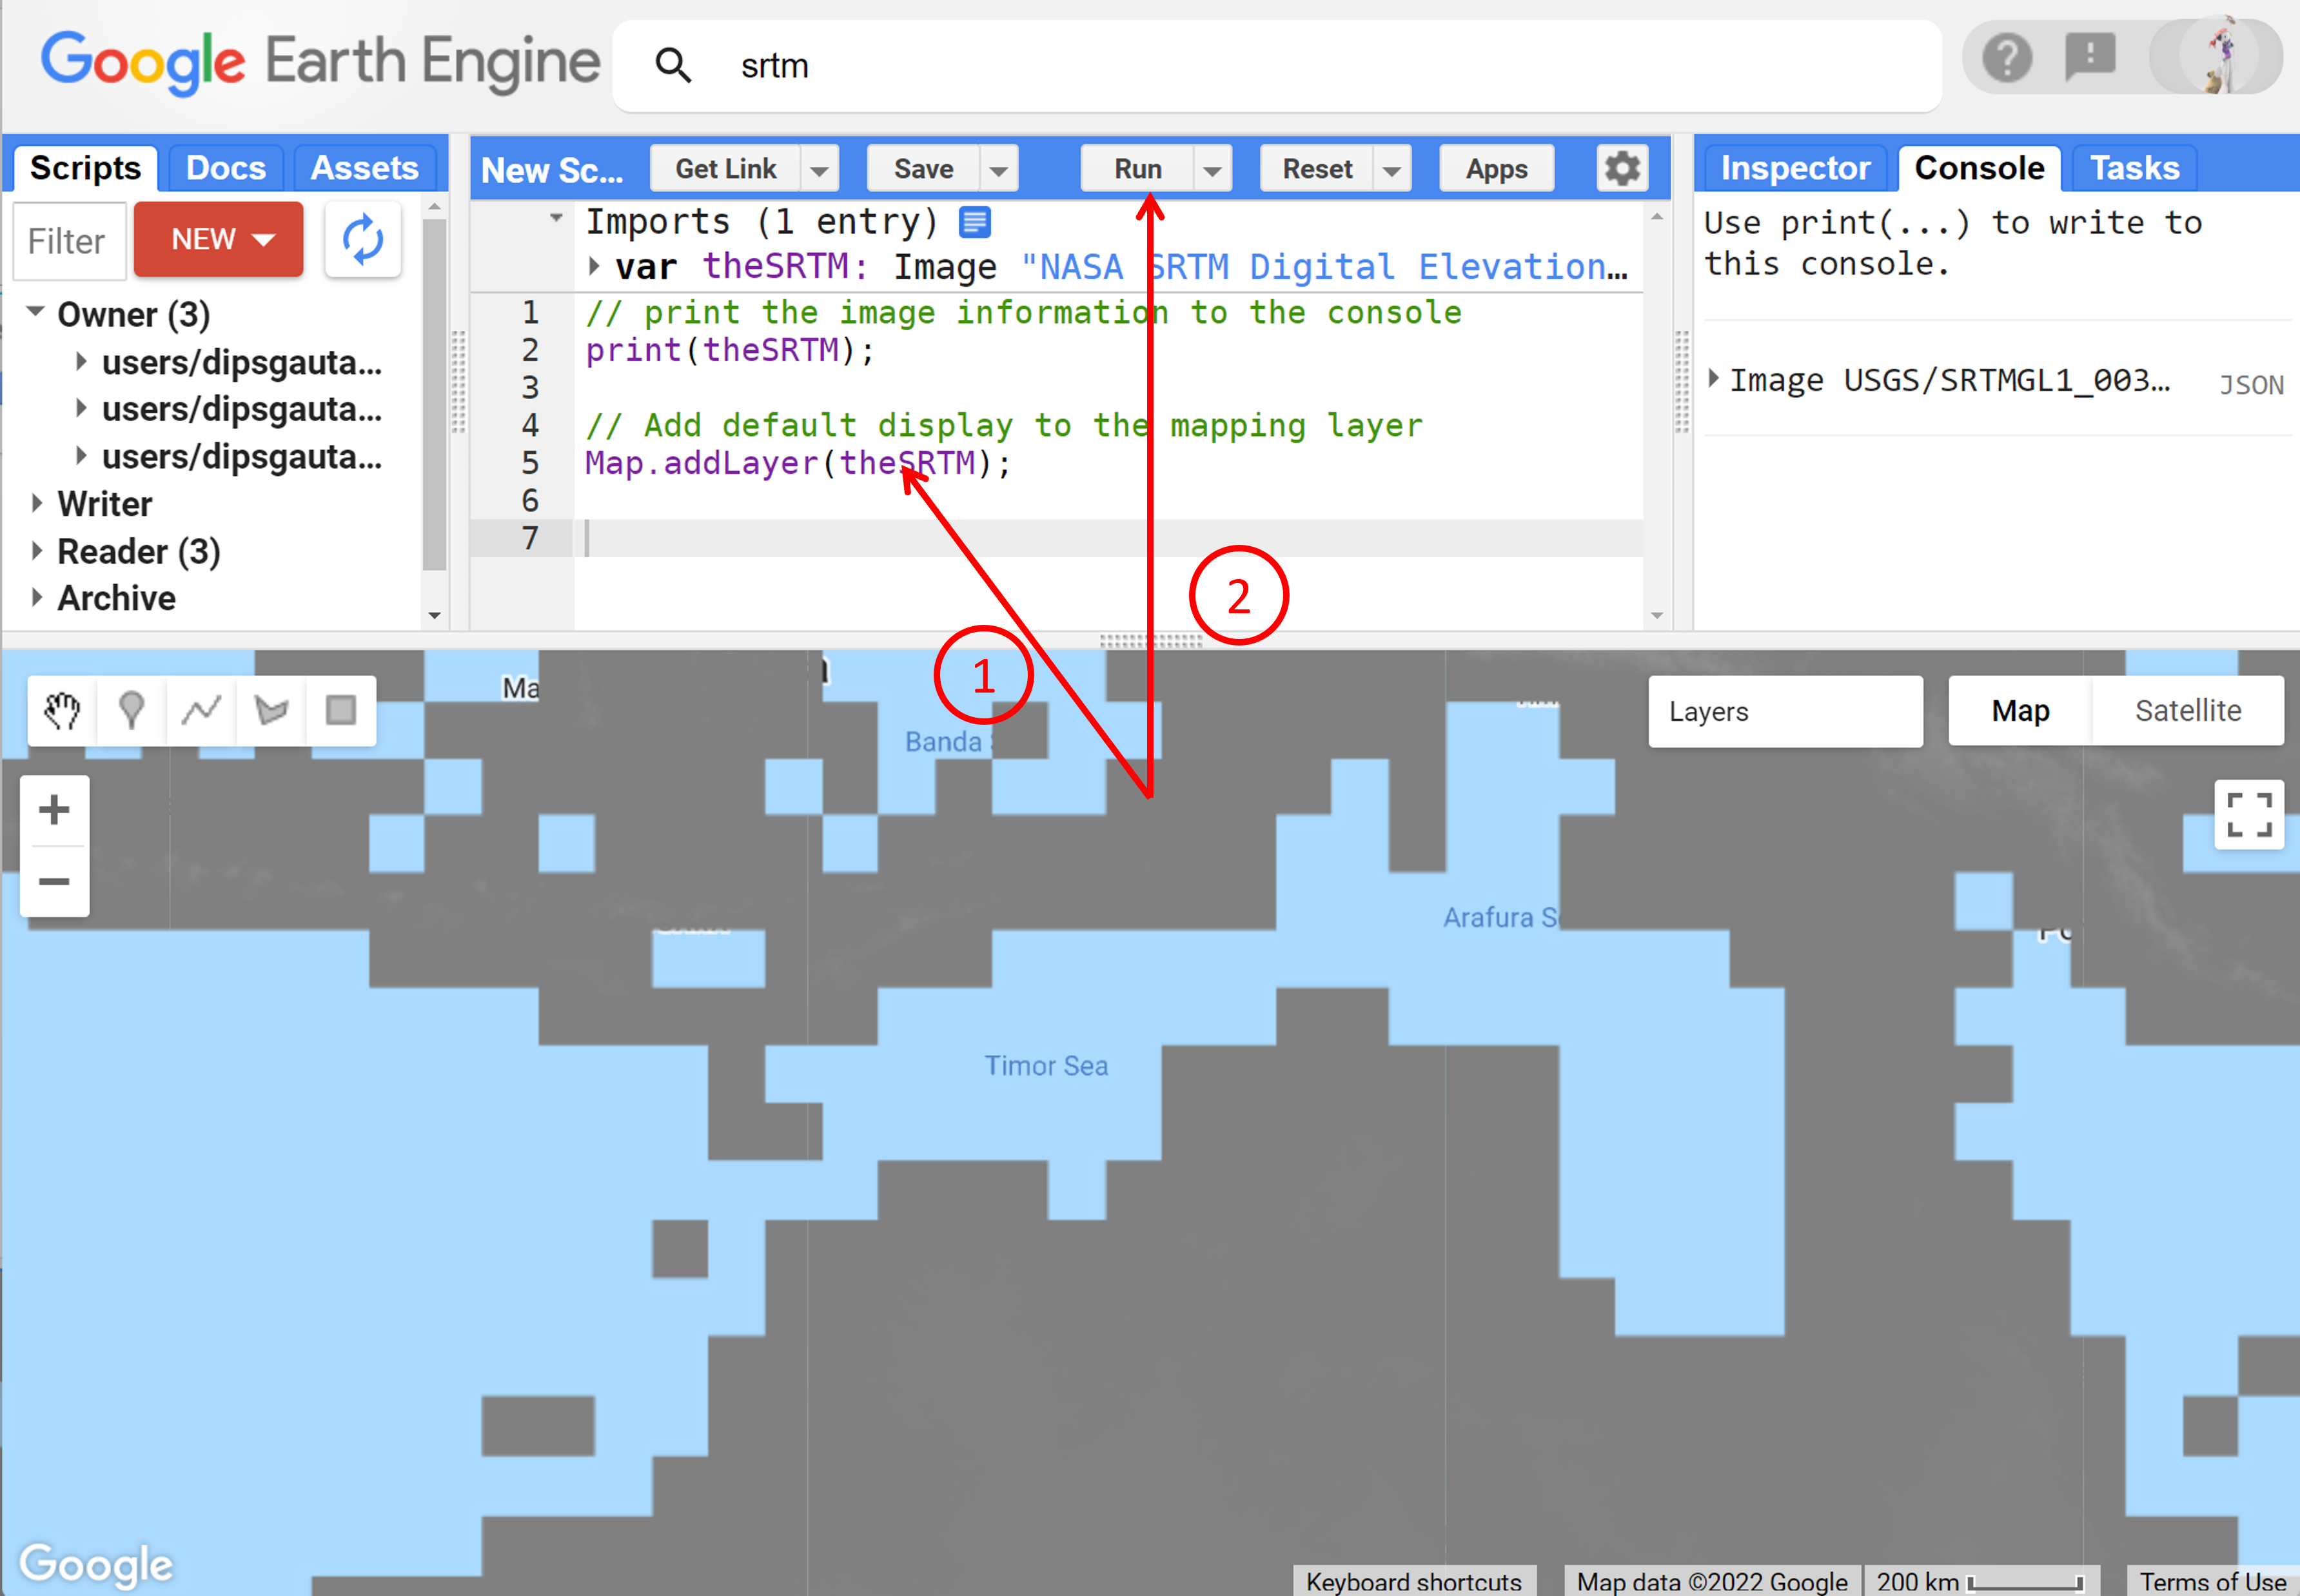 Google Earth Engine
srtm
Scripts Docs Assets
New Sc... Get Link Save Run Reset Apps
Inspector Console Tasks
Filter NEW
Owner (3)
users/dipsgauta...
users/dipsgauta...
users/dipsgauta...
Writer
Reader (3)
Archive
Imports (1 entry)
var theSRTM: Image "NASA SRTM Digital Elevation…
1 // print the image information to the console
2 print(theSRTM);
3
4 // Add default display to the mapping layer
5 Map.addLayer(theSRTM);
6
7
Use print(...) to write to
this console.
Image USGS/SRTMGL1_003… JSON
1
2
Ma
Banda
Layers
Map Satellite
Arafura S
Timor Sea
Google
Keyboard shortcuts Map data ©2022 Google 200 km Terms of Use